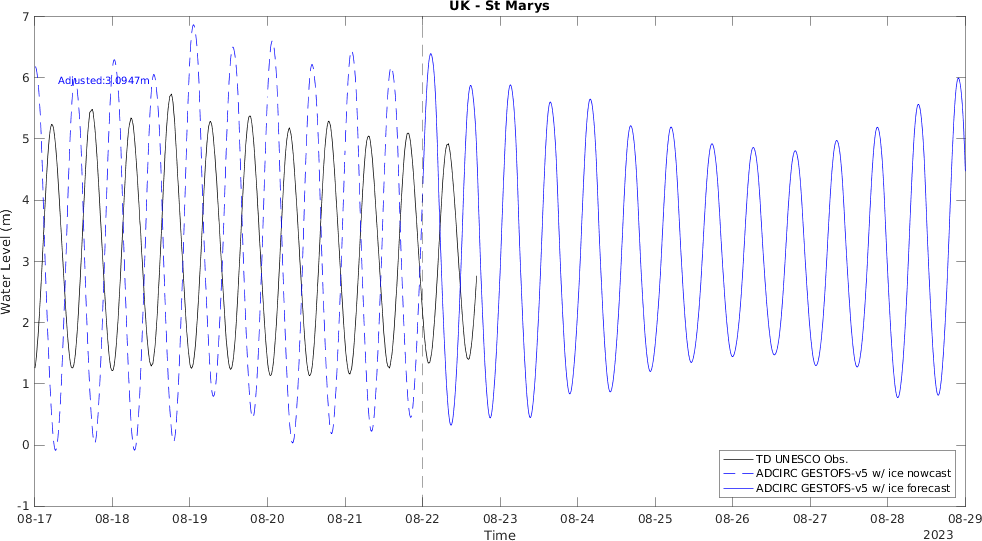 UK - St Marys
7
6
5
4
3
2
1
0
-1
Water Level (m)
Adjusted:3.0947m
TD UNESCO Obs.
ADCIRC GESTOFS-v5 w/ ice nowcast
ADCIRC GESTOFS-v5 w/ ice forecast
08-17 08-18 08-19 08-20 08-21 08-22 08-23 08-24 08-25 08-26 08-27 08-28 08-29
Time
2023